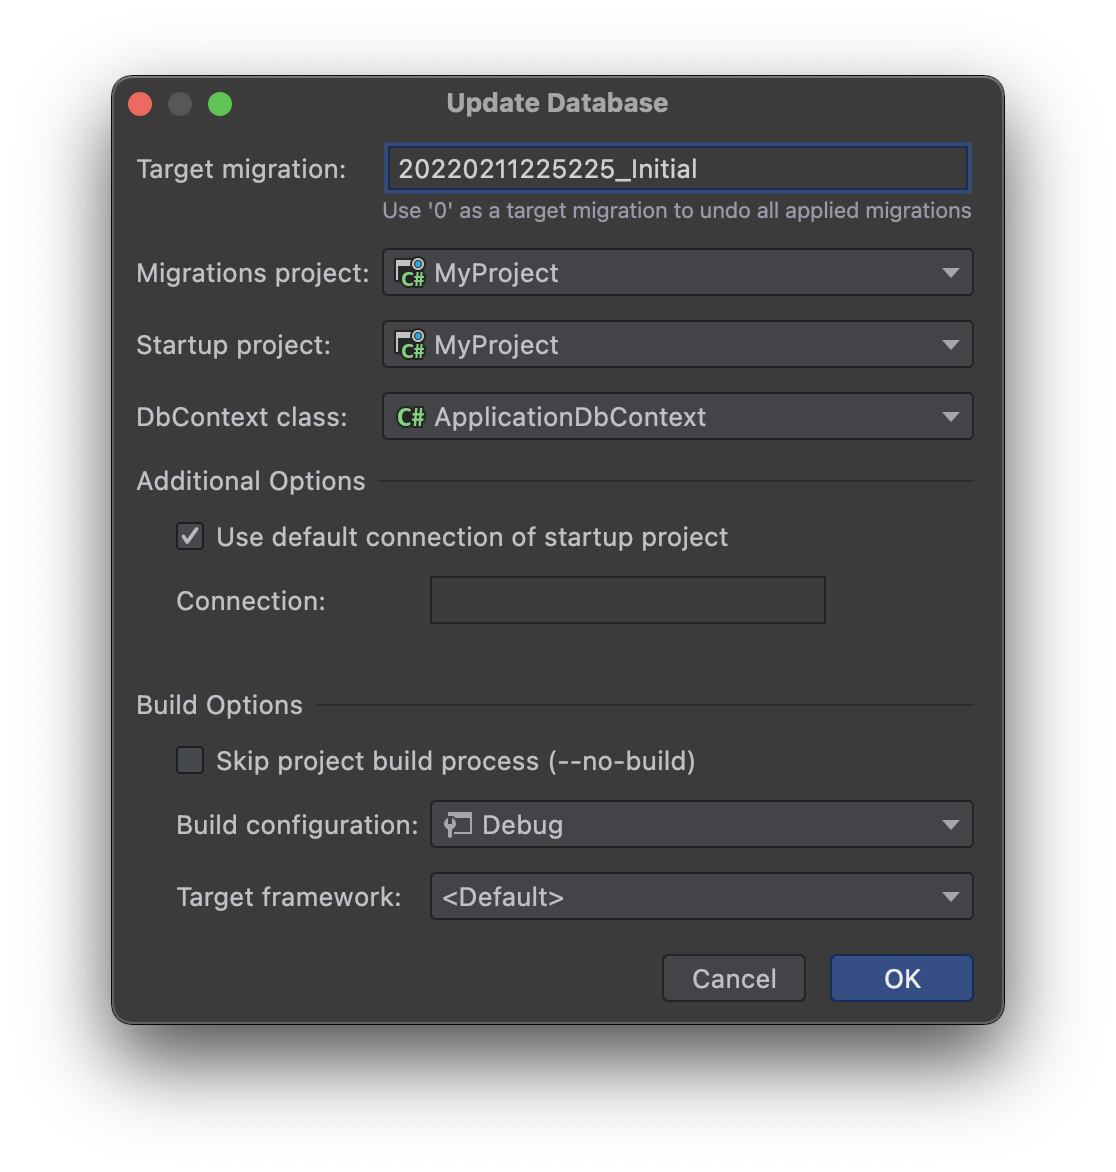 Update Database
Target migration: 20220211225225_Initial
Use '0' as a target migration to undo all applied migrations
Migrations project: C# MyProject
Startup project: C# MyProject
DbContext class: C# ApplicationDbContext
Additional Options
Use default connection of startup project
Connection:
Build Options
Skip project build process (--no-build)
Build configuration: Debug
Target framework: <Default>
Cancel OK